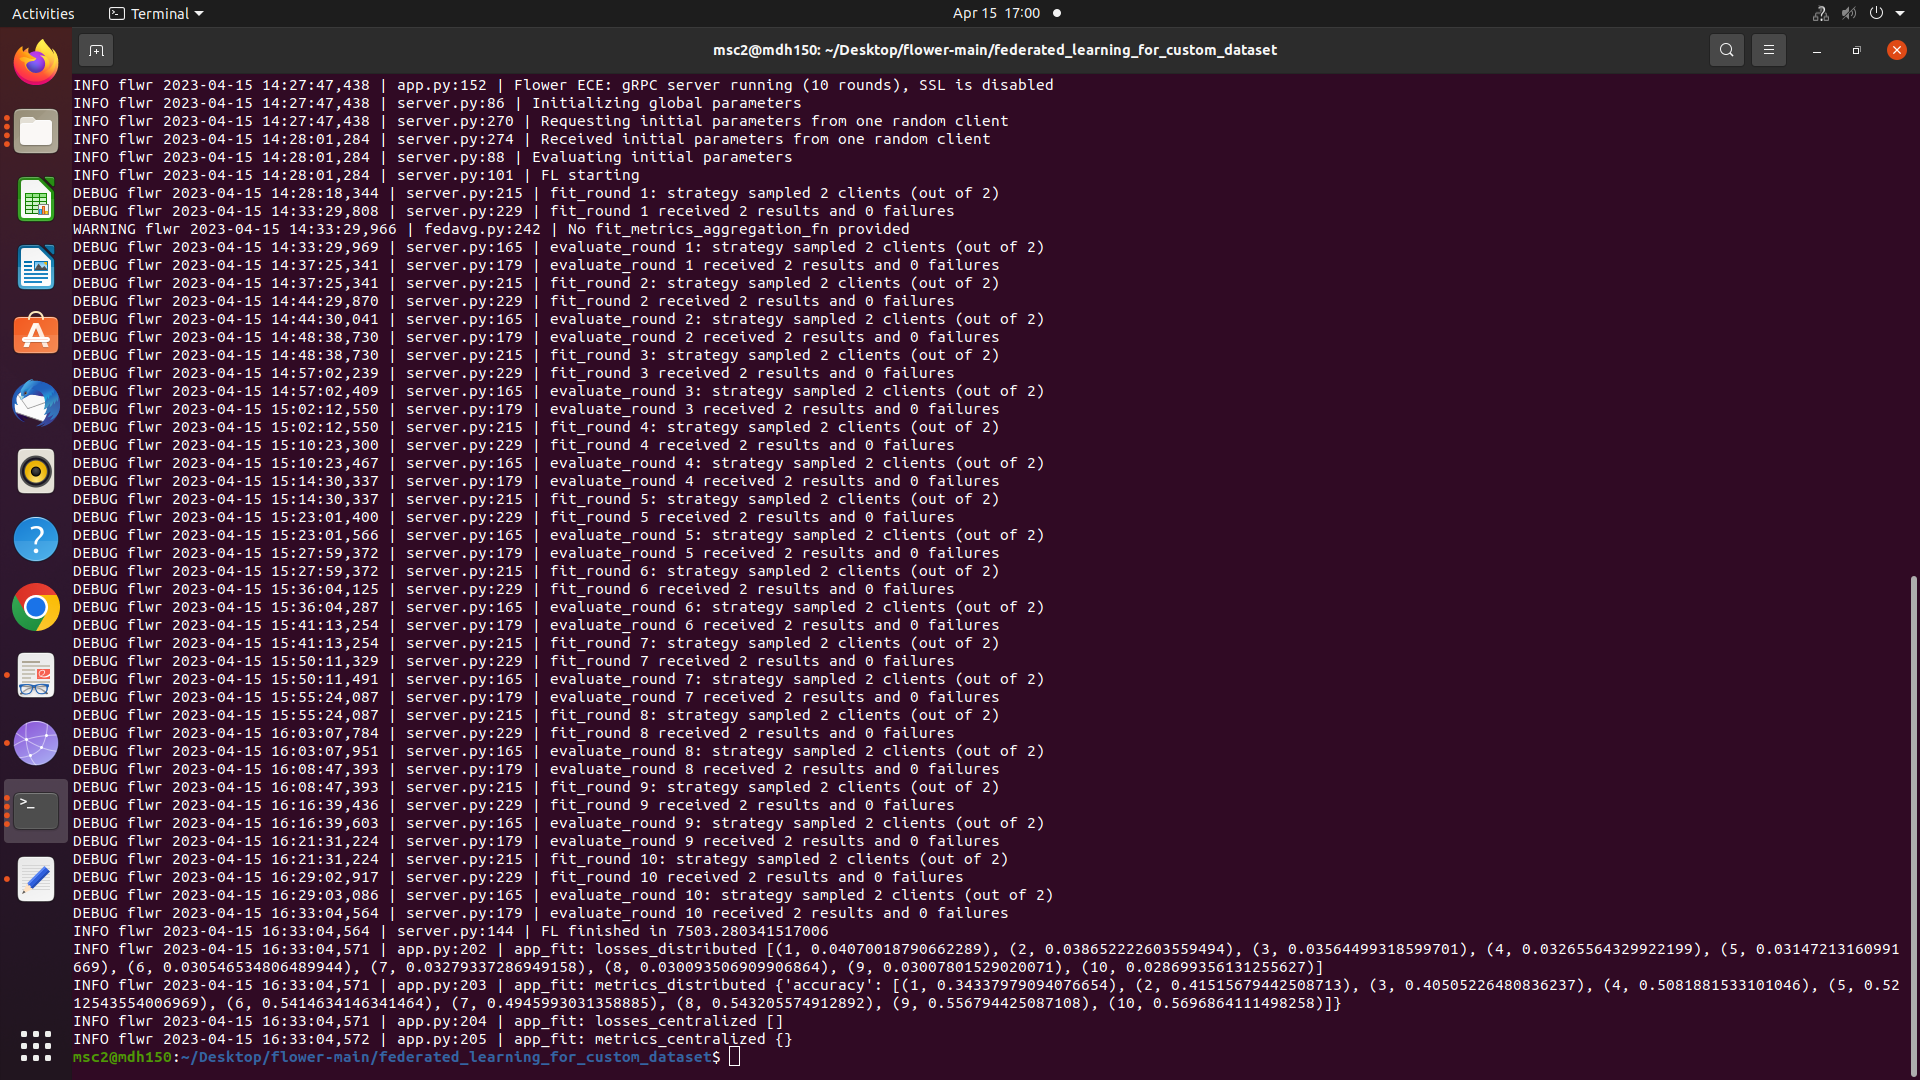 Activities
Terminal
Apr 15 17:00
msc2@mdh150: ~/Desktop/flower-main/federated_learning_for_custom_dataset
INFO flwr 2023-04-15 14:27:47,438 | app.py:152 | Flower ECE: gRPC server running (10 rounds), SSL is disabled
INFO flwr 2023-04-15 14:27:47,438 | server.py:86 | Initializing global parameters
INFO flwr 2023-04-15 14:27:47,438 | server.py:270 | Requesting initial parameters from one random client
INFO flwr 2023-04-15 14:28:01,284 | server.py:274 | Received initial parameters from one random client
INFO flwr 2023-04-15 14:28:01,284 | server.py:88 | Evaluating initial parameters
INFO flwr 2023-04-15 14:28:01,284 | server.py:101 | FL starting
DEBUG flwr 2023-04-15 14:28:18,344 | server.py:215 | fit_round 1: strategy sampled 2 clients (out of 2)
DEBUG flwr 2023-04-15 14:33:29,808 | server.py:229 | fit_round 1 received 2 results and 0 failures
WARNING flwr 2023-04-15 14:33:29,966 | fedavg.py:242 | No fit_metrics_aggregation_fn provided
DEBUG flwr 2023-04-15 14:33:29,969 | server.py:165 | evaluate_round 1: strategy sampled 2 clients (out of 2)
DEBUG flwr 2023-04-15 14:37:25,341 | server.py:179 | evaluate_round 1 received 2 results and 0 failures
DEBUG flwr 2023-04-15 14:37:25,341 | server.py:215 | fit_round 2: strategy sampled 2 clients (out of 2)
DEBUG flwr 2023-04-15 14:44:29,870 | server.py:229 | fit_round 2 received 2 results and 0 failures
DEBUG flwr 2023-04-15 14:44:30,041 | server.py:165 | evaluate_round 2: strategy sampled 2 clients (out of 2)
DEBUG flwr 2023-04-15 14:48:38,730 | server.py:179 | evaluate_round 2 received 2 results and 0 failures
DEBUG flwr 2023-04-15 14:48:38,730 | server.py:215 | fit_round 3: strategy sampled 2 clients (out of 2)
DEBUG flwr 2023-04-15 14:57:02,239 | server.py:229 | fit_round 3 received 2 results and 0 failures
DEBUG flwr 2023-04-15 14:57:02,409 | server.py:165 | evaluate_round 3: strategy sampled 2 clients (out of 2)
DEBUG flwr 2023-04-15 15:02:12,550 | server.py:179 | evaluate_round 3 received 2 results and 0 failures
DEBUG flwr 2023-04-15 15:02:12,550 | server.py:215 | fit_round 4: strategy sampled 2 clients (out of 2)
DEBUG flwr 2023-04-15 15:10:23,300 | server.py:229 | fit_round 4 received 2 results and 0 failures
DEBUG flwr 2023-04-15 15:10:23,467 | server.py:165 | evaluate_round 4: strategy sampled 2 clients (out of 2)
DEBUG flwr 2023-04-15 15:14:30,337 | server.py:179 | evaluate_round 4 received 2 results and 0 failures
DEBUG flwr 2023-04-15 15:14:30,337 | server.py:215 | fit_round 5: strategy sampled 2 clients (out of 2)
DEBUG flwr 2023-04-15 15:23:01,400 | server.py:229 | fit_round 5 received 2 results and 0 failures
DEBUG flwr 2023-04-15 15:23:01,566 | server.py:165 | evaluate_round 5: strategy sampled 2 clients (out of 2)
DEBUG flwr 2023-04-15 15:27:59,372 | server.py:179 | evaluate_round 5 received 2 results and 0 failures
DEBUG flwr 2023-04-15 15:27:59,372 | server.py:215 | fit_round 6: strategy sampled 2 clients (out of 2)
DEBUG flwr 2023-04-15 15:36:04,125 | server.py:229 | fit_round 6 received 2 results and 0 failures
DEBUG flwr 2023-04-15 15:36:04,287 | server.py:165 | evaluate_round 6: strategy sampled 2 clients (out of 2)
DEBUG flwr 2023-04-15 15:41:13,254 | server.py:179 | evaluate_round 6 received 2 results and 0 failures
DEBUG flwr 2023-04-15 15:41:13,254 | server.py:215 | fit_round 7: strategy sampled 2 clients (out of 2)
DEBUG flwr 2023-04-15 15:50:11,329 | server.py:229 | fit_round 7 received 2 results and 0 failures
DEBUG flwr 2023-04-15 15:50:11,491 | server.py:165 | evaluate_round 7: strategy sampled 2 clients (out of 2)
DEBUG flwr 2023-04-15 15:55:24,087 | server.py:179 | evaluate_round 7 received 2 results and 0 failures
DEBUG flwr 2023-04-15 15:55:24,087 | server.py:215 | fit_round 8: strategy sampled 2 clients (out of 2)
DEBUG flwr 2023-04-15 16:03:07,784 | server.py:229 | fit_round 8 received 2 results and 0 failures
DEBUG flwr 2023-04-15 16:03:07,951 | server.py:165 | evaluate_round 8: strategy sampled 2 clients (out of 2)
DEBUG flwr 2023-04-15 16:08:47,393 | server.py:179 | evaluate_round 8 received 2 results and 0 failures
DEBUG flwr 2023-04-15 16:08:47,393 | server.py:215 | fit_round 9: strategy sampled 2 clients (out of 2)
DEBUG flwr 2023-04-15 16:16:39,436 | server.py:229 | fit_round 9 received 2 results and 0 failures
DEBUG flwr 2023-04-15 16:16:39,603 | server.py:165 | evaluate_round 9: strategy sampled 2 clients (out of 2)
DEBUG flwr 2023-04-15 16:21:31,224 | server.py:179 | evaluate_round 9 received 2 results and 0 failures
DEBUG flwr 2023-04-15 16:21:31,224 | server.py:215 | fit_round 10: strategy sampled 2 clients (out of 2)
DEBUG flwr 2023-04-15 16:29:02,917 | server.py:229 | fit_round 10 received 2 results and 0 failures
DEBUG flwr 2023-04-15 16:29:03,086 | server.py:165 | evaluate_round 10: strategy sampled 2 clients (out of 2)
DEBUG flwr 2023-04-15 16:33:04,564 | server.py:179 | evaluate_round 10 received 2 results and 0 failures
INFO flwr 2023-04-15 16:33:04,564 | server.py:144 | FL finished in 7503.280341517006
INFO flwr 2023-04-15 16:33:04,571 | app.py:202 | app_fit: losses_distributed [(1, 0.04070018790662289), (2, 0.038652222603559494), (3, 0.03564499318599701), (4, 0.03265564329922199), (5, 0.03147213160991
669), (6, 0.030546534806489944), (7, 0.03279337286949158), (8, 0.030093506909906864), (9, 0.03007801529020071), (10, 0.028699356131255627)]
INFO flwr 2023-04-15 16:33:04,571 | app.py:203 | app_fit: metrics_distributed {'accuracy': [(1, 0.34337979094076654), (2, 0.41515679442508713), (3, 0.40505226480836237), (4, 0.5081881533101046), (5, 0.52
12543554006969), (6, 0.5414634146341464), (7, 0.4945993031358885), (8, 0.543205574912892), (9, 0.556794425087108), (10, 0.5696864111498258)]}
INFO flwr 2023-04-15 16:33:04,571 | app.py:204 | app_fit: losses_centralized []
INFO flwr 2023-04-15 16:33:04,572 | app.py:205 | app_fit: metrics_centralized {}
msc2@mdh150:~/Desktop/flower-main/federated_learning_for_custom_dataset$